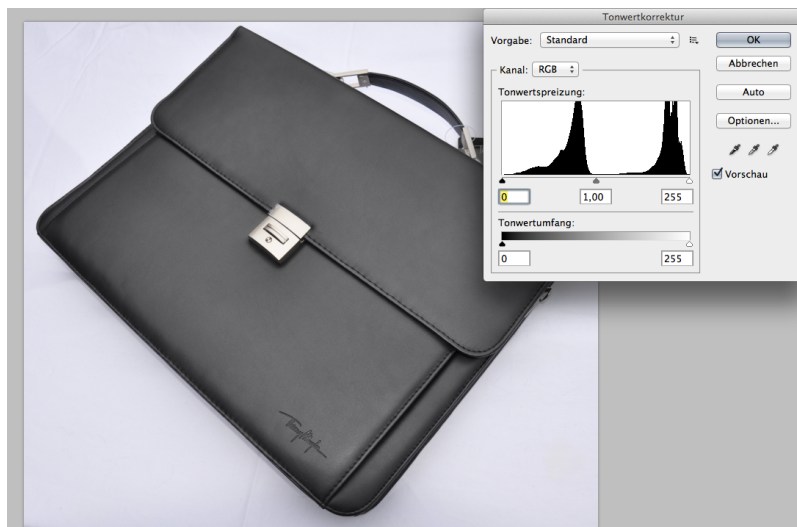 Tonwertkorrektur
Vorgabe: Standard
OK
Abbrechen
Kanal: RGB
Auto
Tonwertspreizung:
Optionen...
Vorschau
0 1,00 255
Tonwertumfang:
0 255